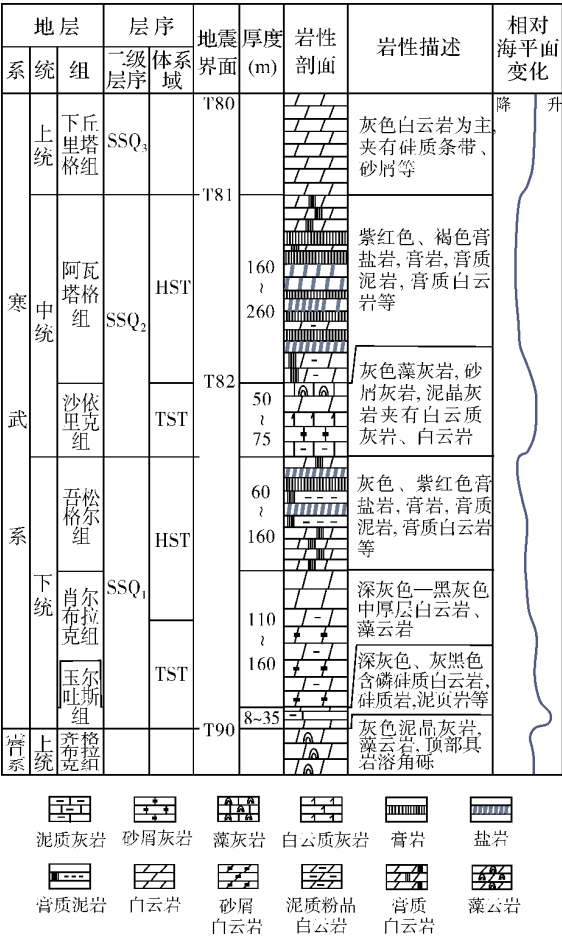 地层
层序
地震
界面
厚度
(m)
岩性
剖面
岩性描述
相对
海平面
变化
系
统
组
二级
层序
体系
域
降
升
寒
武
系
上
统
下丘
里塔
格组
SSQ3
T80
灰色白云岩为主,
夹有硅质条带、
砂屑等
T81
中
统
阿瓦
塔格
组
SSQ2
HST
160
~
260
紫红色、褐色膏
盐岩,膏岩,膏质
泥岩,膏质白云
岩等
T82
沙依
里克
组
TST
50
~
75
灰色藻灰岩,砂
屑灰岩,泥晶灰
岩夹有白云质
灰岩、白云岩
下
统
吾松
格尔
组
SSQ1
HST
60
~
160
灰色、紫红色膏
盐岩,膏岩,膏质
泥岩,膏质白云岩
等
肖尔
布拉
克组
110
~
160
深灰色—黑灰色
中厚层白云岩、
藻云岩
TST
玉尔
吐斯
组
8~35
深灰色、灰黑色
含磷硅质白云岩,
硅质岩,泥页岩等
T90
震旦系
上
统
齐格
布拉
克组
灰色泥晶灰岩,
藻云岩,顶部具
岩溶角砾
泥质灰岩
砂屑灰岩
藻灰岩
白云质灰岩
膏岩
盐岩
膏质泥岩
白云岩
砂屑
白云岩
泥质粉晶
白云岩
膏质
白云岩
藻云岩